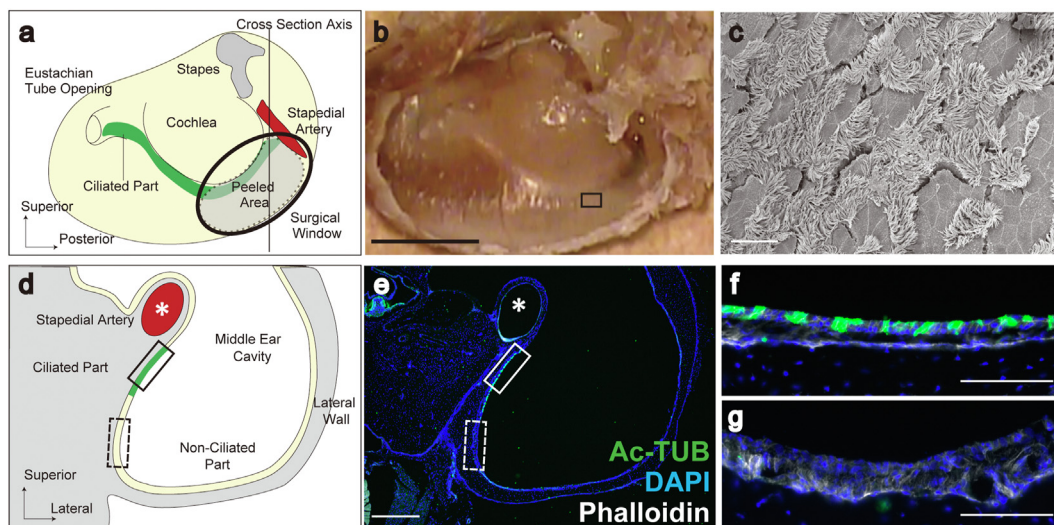 a
Cross Section Axis
Stapes
Eustachian
Tube Opening
Cochlea
Stapedial
Artery
Ciliated Part
Peeled
Area
Surgical
Window
Superior
Posterior
b
c
d
Stapedial Artery
*
Ciliated Part
Middle Ear
Cavity
Lateral
Wall
Non-Ciliated
Part
Superior
Lateral
e
*
Ac-TUB
DAPI
Phalloidin
f
g